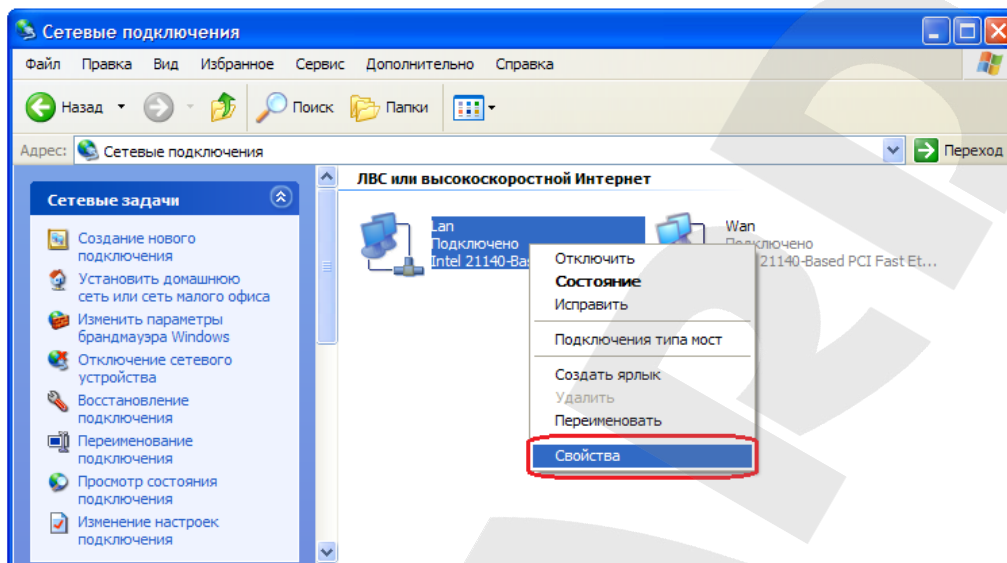 Сетевые подключения
Файл Правка Вид Избранное Сервис Дополнительно Справка
Назад Поиск Папки
Адрес: Сетевые подключения Переход
Сетевые задачи
Создание нового
подключения
Установить домашнюю
сеть или сеть малого офиса
Изменить параметры
брандмауэра Windows
Отключение сетевого
устройства
Восстановление
подключения
Переименование
подключения
Просмотр состояния
подключения
Изменение настроек
подключения
ЛВС или высокоскоростной Интернет
Lan
Подключено
Intel 21140-Ba
Wan
Подключено
21140-Based PCI Fast Et...
Отключить
Состояние
Исправить
Подключения типа мост
Создать ярлык
Удалить
Переименовать
Свойства